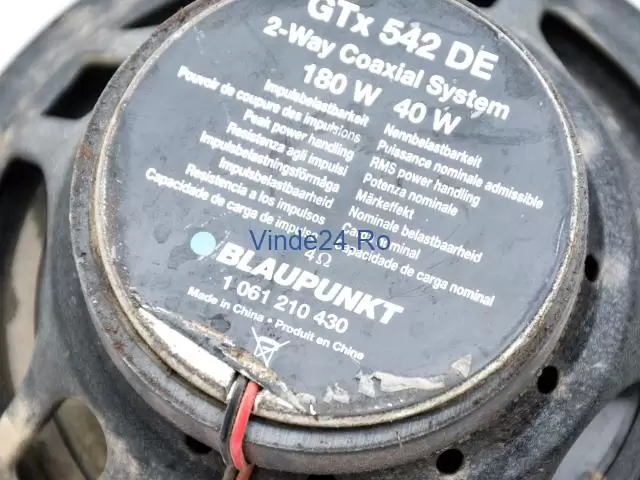 GTx 542 DE
2-Way Coaxial System
180 W 40 W
Impulsbelastbarkeit Nennbelastbarkeit
Pouvoir de coupure des impulsions Puissance nominale admissible
Peak power handling RMS power handling
Resistenza agli impulsi Potenza nominale
Impulsbelastningsförmåga Märkeffekt
Impulsbelastbaarheid Nominale belastbaarheid
Resistencia a los impulsos nominal
Capacidade de carga de Capacidade de carga nominal
4 Ω
Vinde24.Ro
BLAUPUNKT
1 061 210 430
Made in China • Produit en Chine